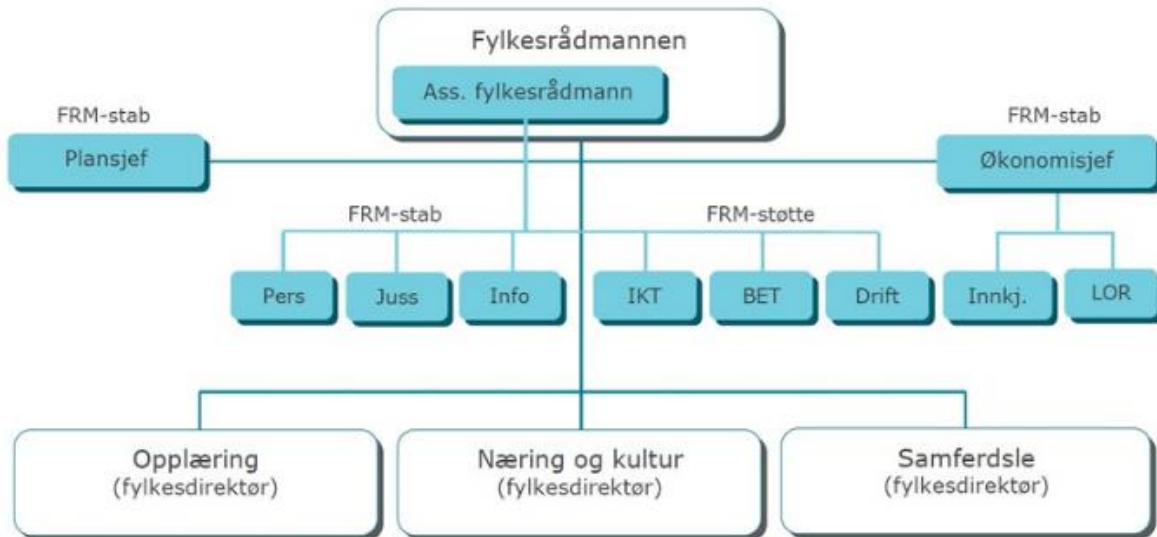 Fylkesrådmannen
Ass. fylkesrådmann
FRM-stab
Plansjef
FRM-stab
Økonomisjef
FRM-stab
FRM-støtte
Pers
Juss
Info
IKT
BET
Drift
Innkj.
LOR
Opplæring
(fylkesdirektør)
Næring og kultur
(fylkesdirektør)
Samferdsle
(fylkesdirektør)